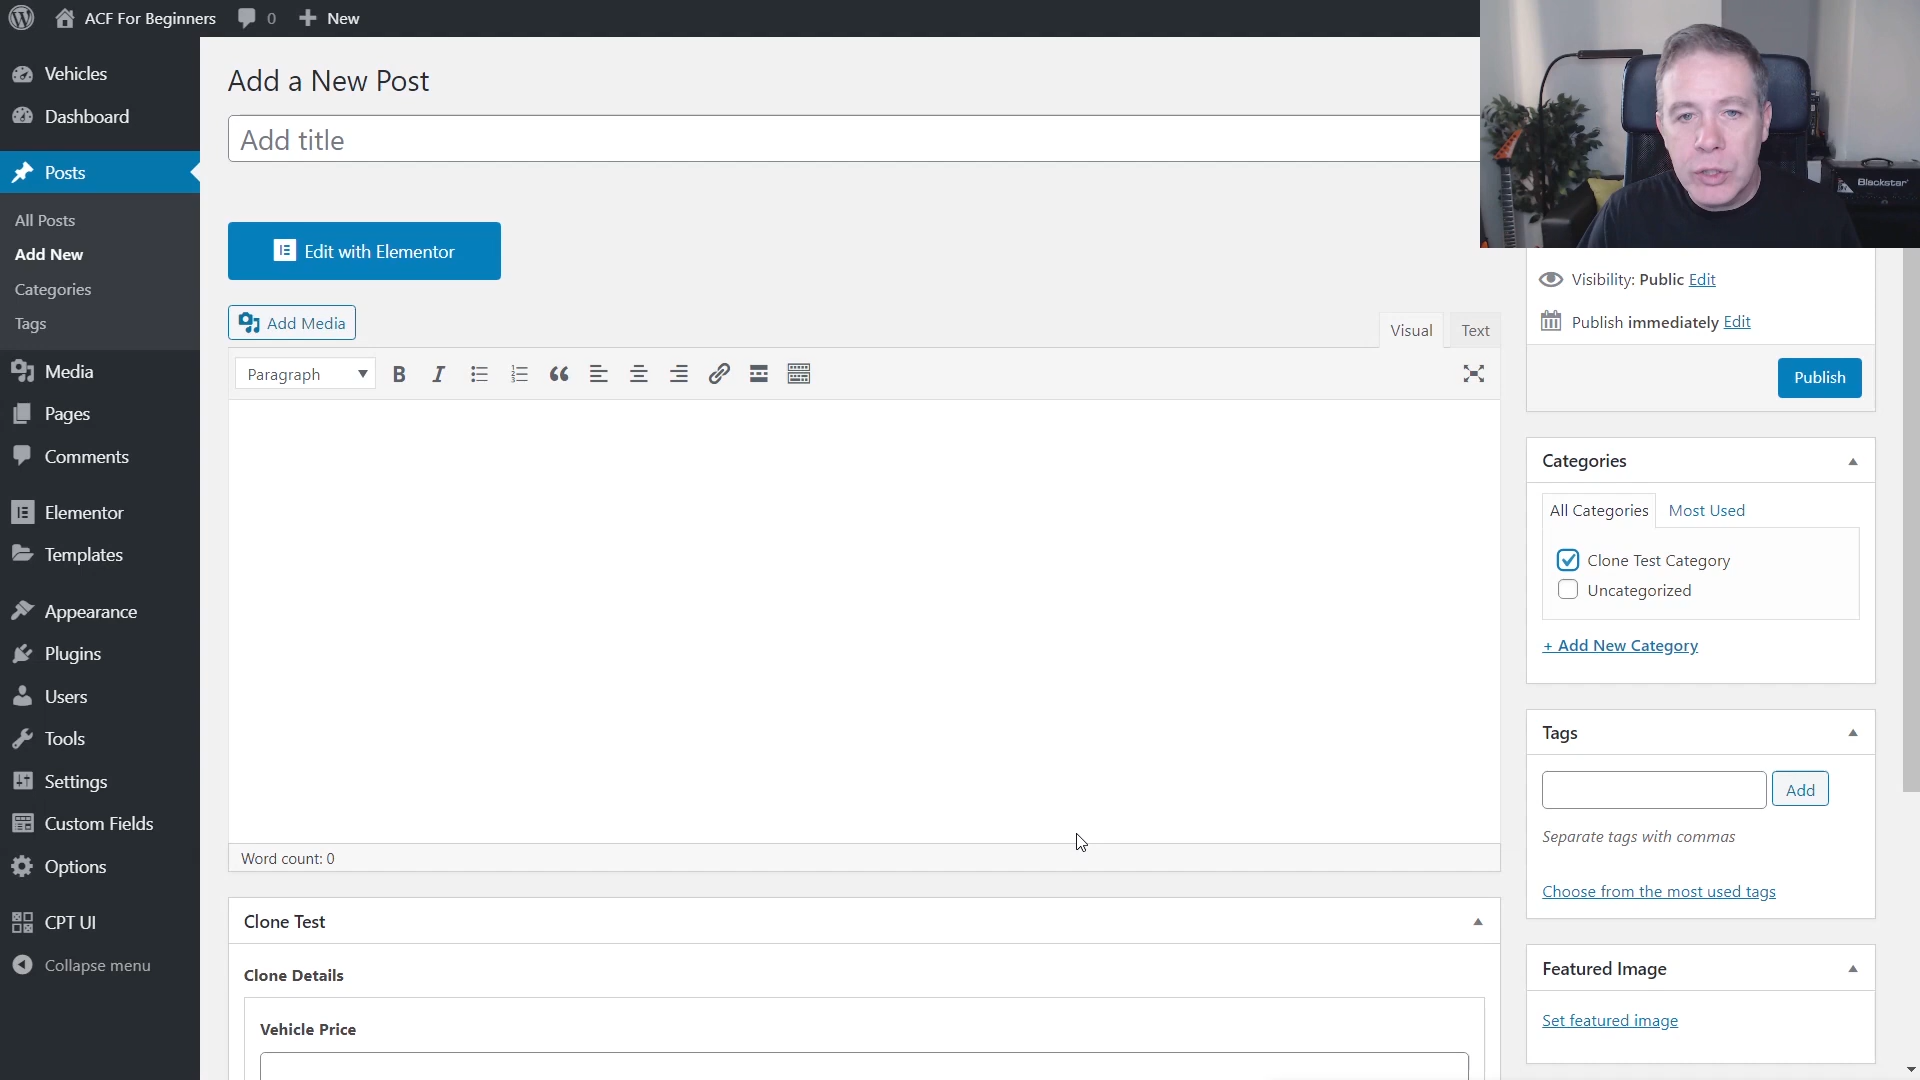 ACF For Beginners
0
New
Vehicles
Dashboard
Posts
All Posts
Add New
Categories
Tags
Media
Pages
Comments
Elementor
Templates
Appearance
Plugins
Users
Tools
Settings
Custom Fields
Options
CPT UI
Collapse menu
Add a New Post
Add title
Edit with Elementor
Add Media
Visual
Text
Paragraph
Word count: 0
Clone Test
Clone Details
Vehicle Price
Blackstar
Visibility: Public Edit
Publish immediately Edit
Publish
Categories
All Categories
Most Used
Clone Test Category
Uncategorized
+ Add New Category
Tags
Add
Separate tags with commas
Choose from the most used tags
Featured Image
Set featured image